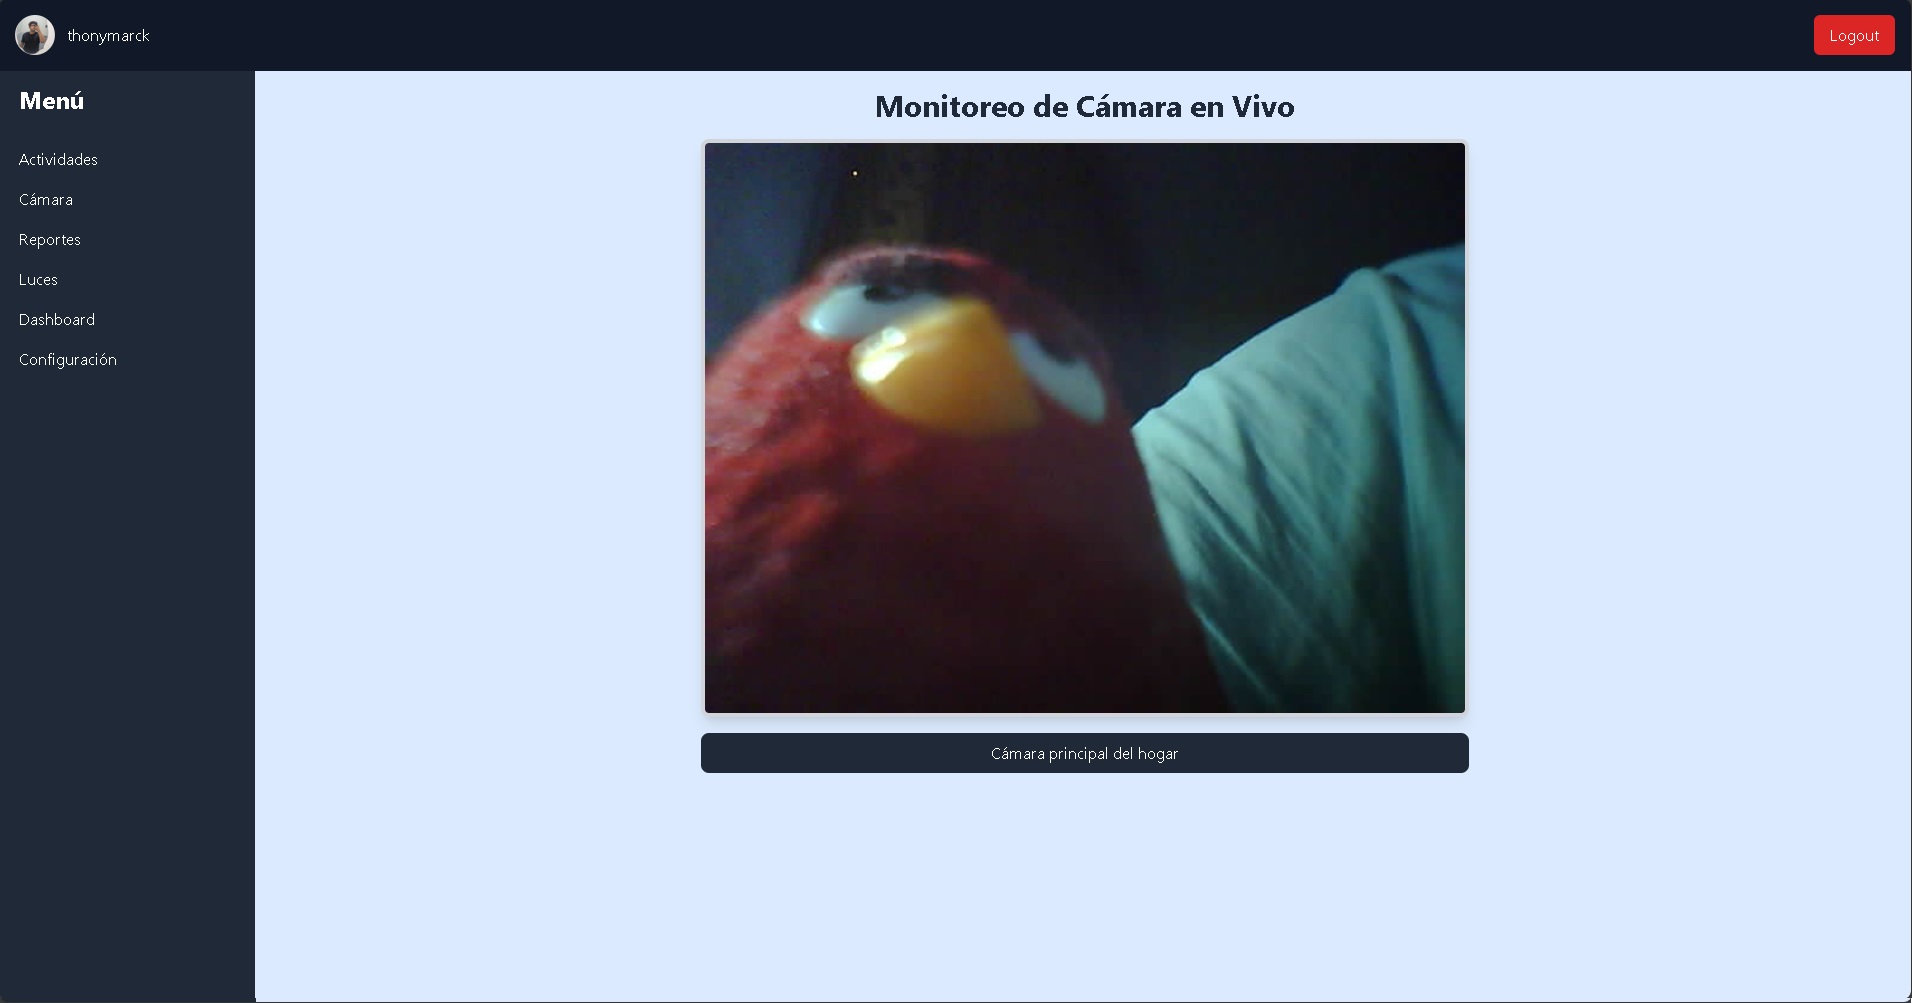 thonymarck
Logout
Menú
Actividades
Cámara
Reportes
Luces
Dashboard
Configuración
Monitoreo de Cámara en Vivo
Cámara principal del hogar